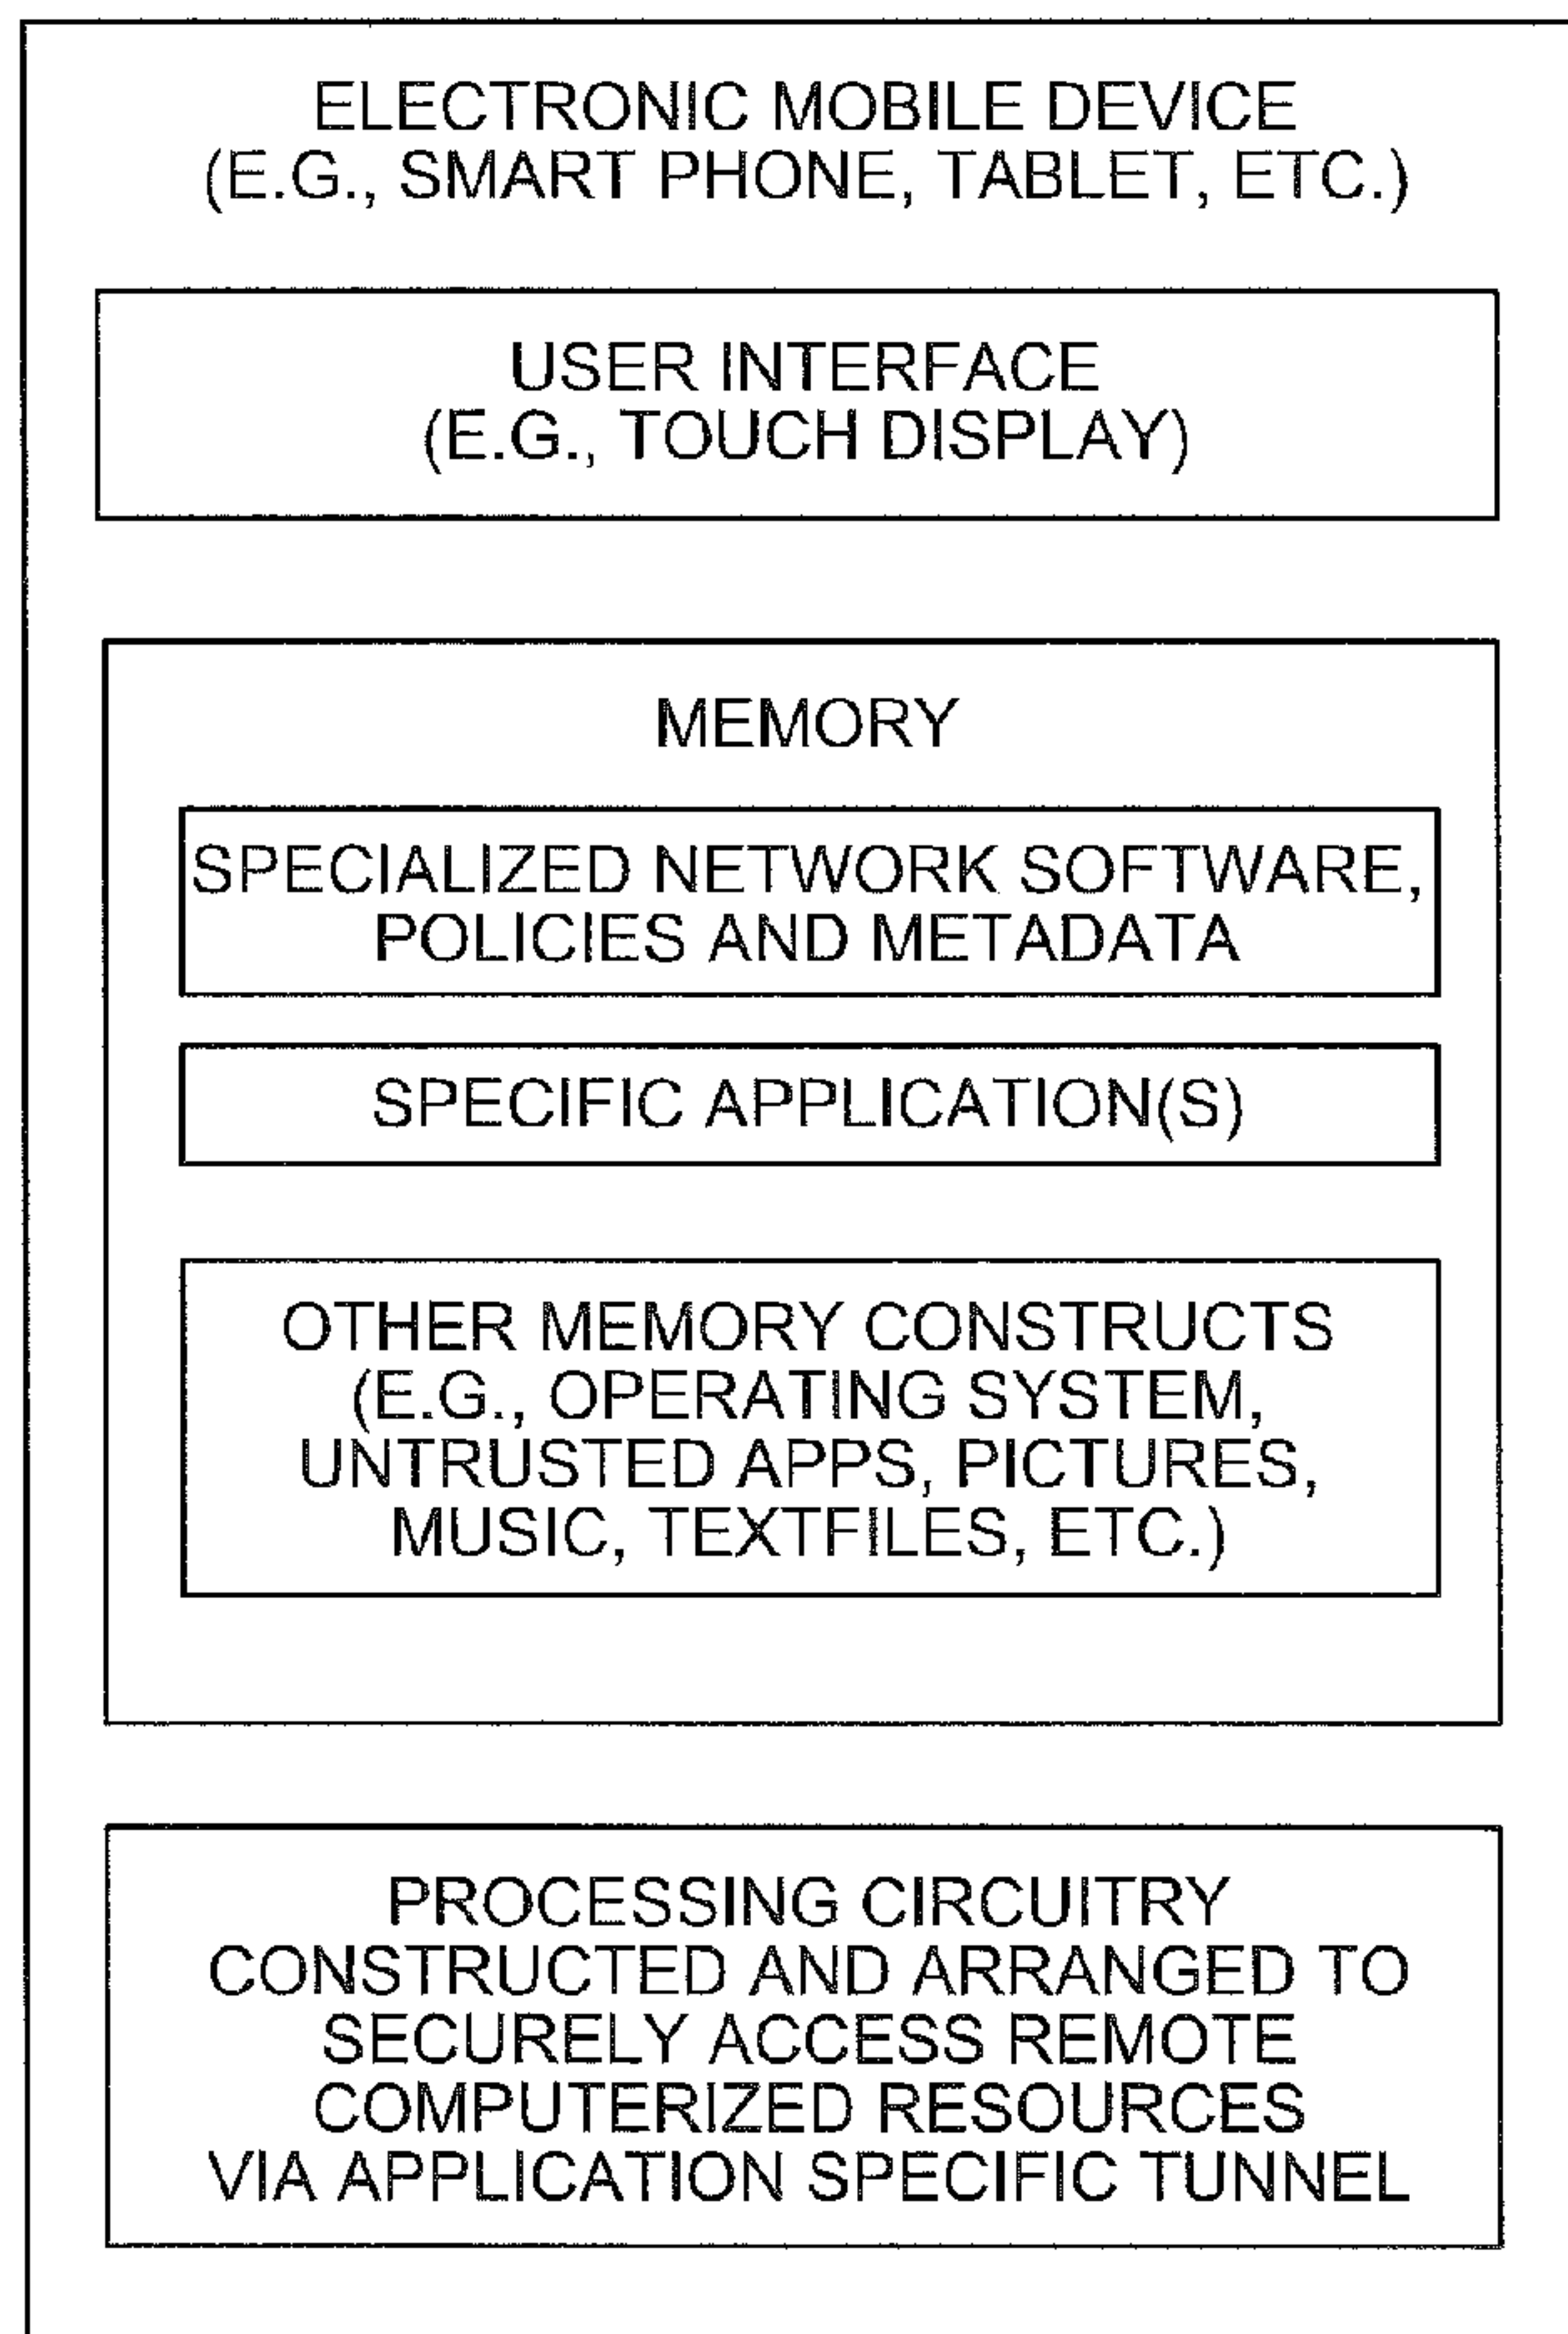 ELECTRONIC MOBILE DEVICE
(E.G., SMART PHONE, TABLET, ETC.)
USER INTERFACE
(E.G., TOUCH DISPLAY)
MEMORY
SPECIALIZED NETWORK SOFTWARE,
POLICIES AND METADATA
SPECIFIC APPLICATION(S)
OTHER MEMORY CONSTRUCTS
(E.G., OPERATING SYSTEM,
UNTRUSTED APPS, PICTURES,
MUSIC, TEXTFILES, ETC.)
PROCESSING CIRCUITRY
CONSTRUCTED AND ARRANGED TO
SECURELY ACCESS REMOTE
COMPUTERIZED RESOURCES
VIA APPLICATION SPECIFIC TUNNEL